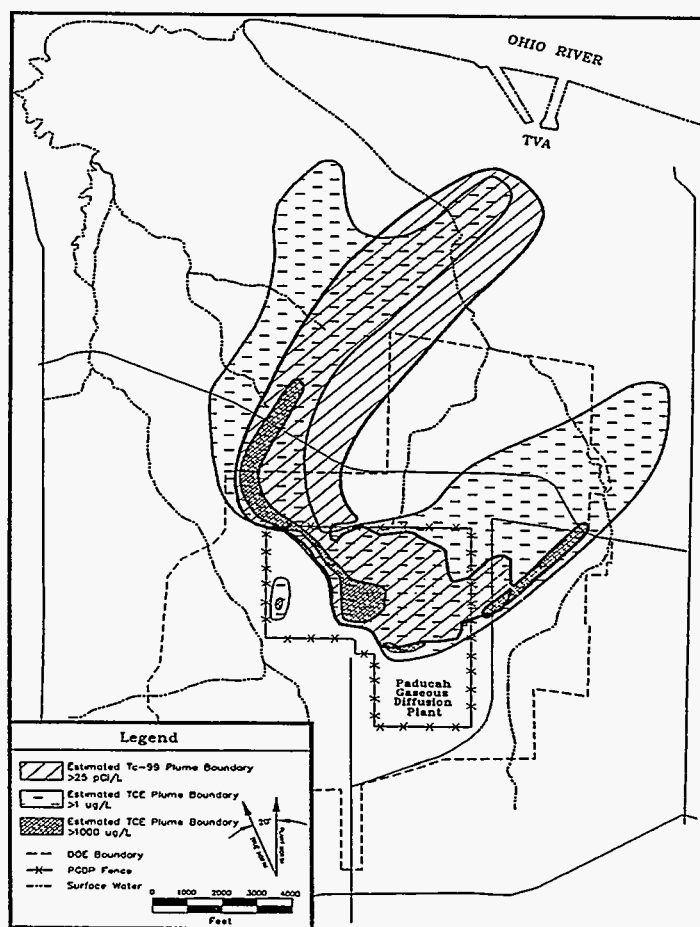 OHIO RIVER
TVA
Paducah
Gaseous
Diffusion
Plant
Legend
Estimated Tc-99 Plume Boundary
>25 pCi/L
Estimated TCE Plume Boundary
>1 ug/L
Estimated TCE Plume Boundary
>1000 ug/L
20°
DOE Boundary
PGDP Fence
Surface Water
0 1000 2000 3000 4000
Feet